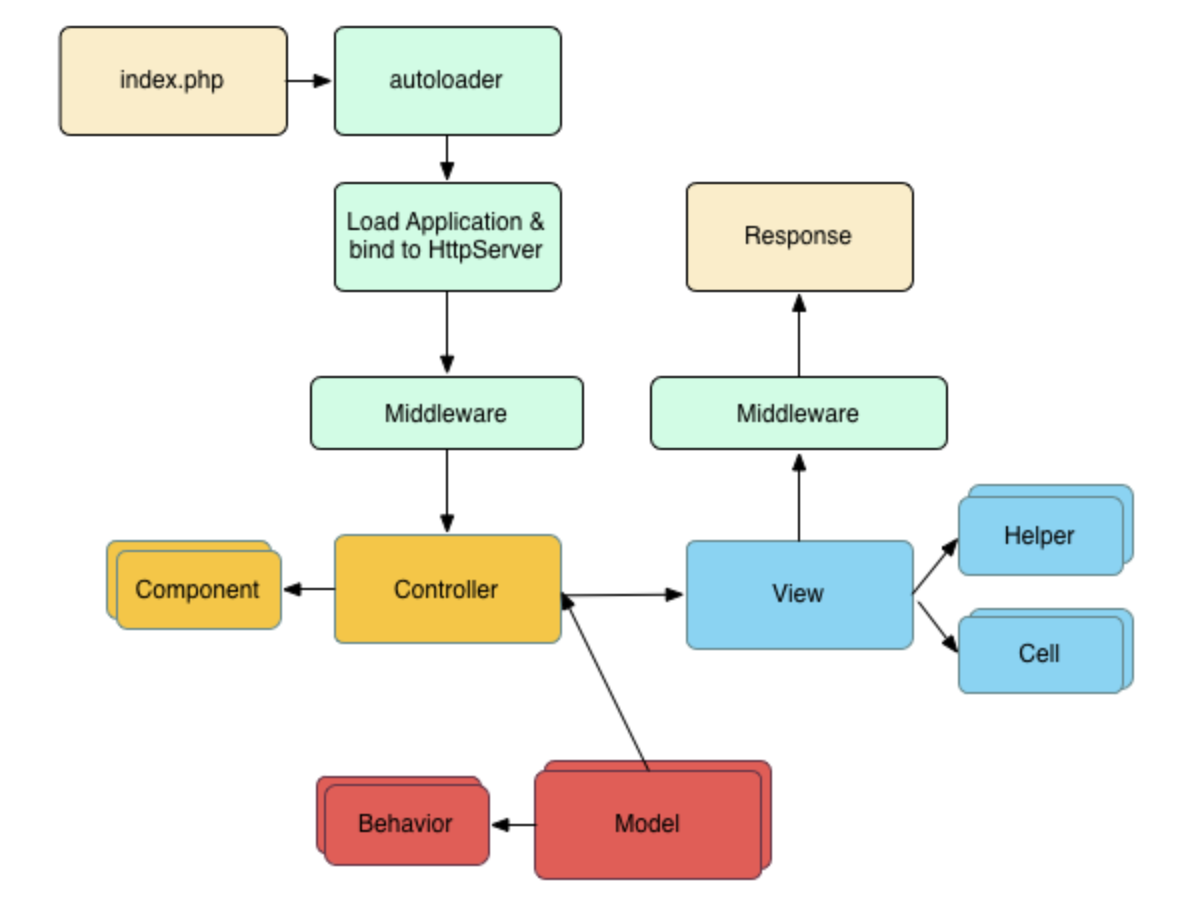 index.php
autoloader
Load Application &
bind to HttpServer
Response
Middleware
Middleware
Helper
Component
Controller
View
Cell
Behavior
Model